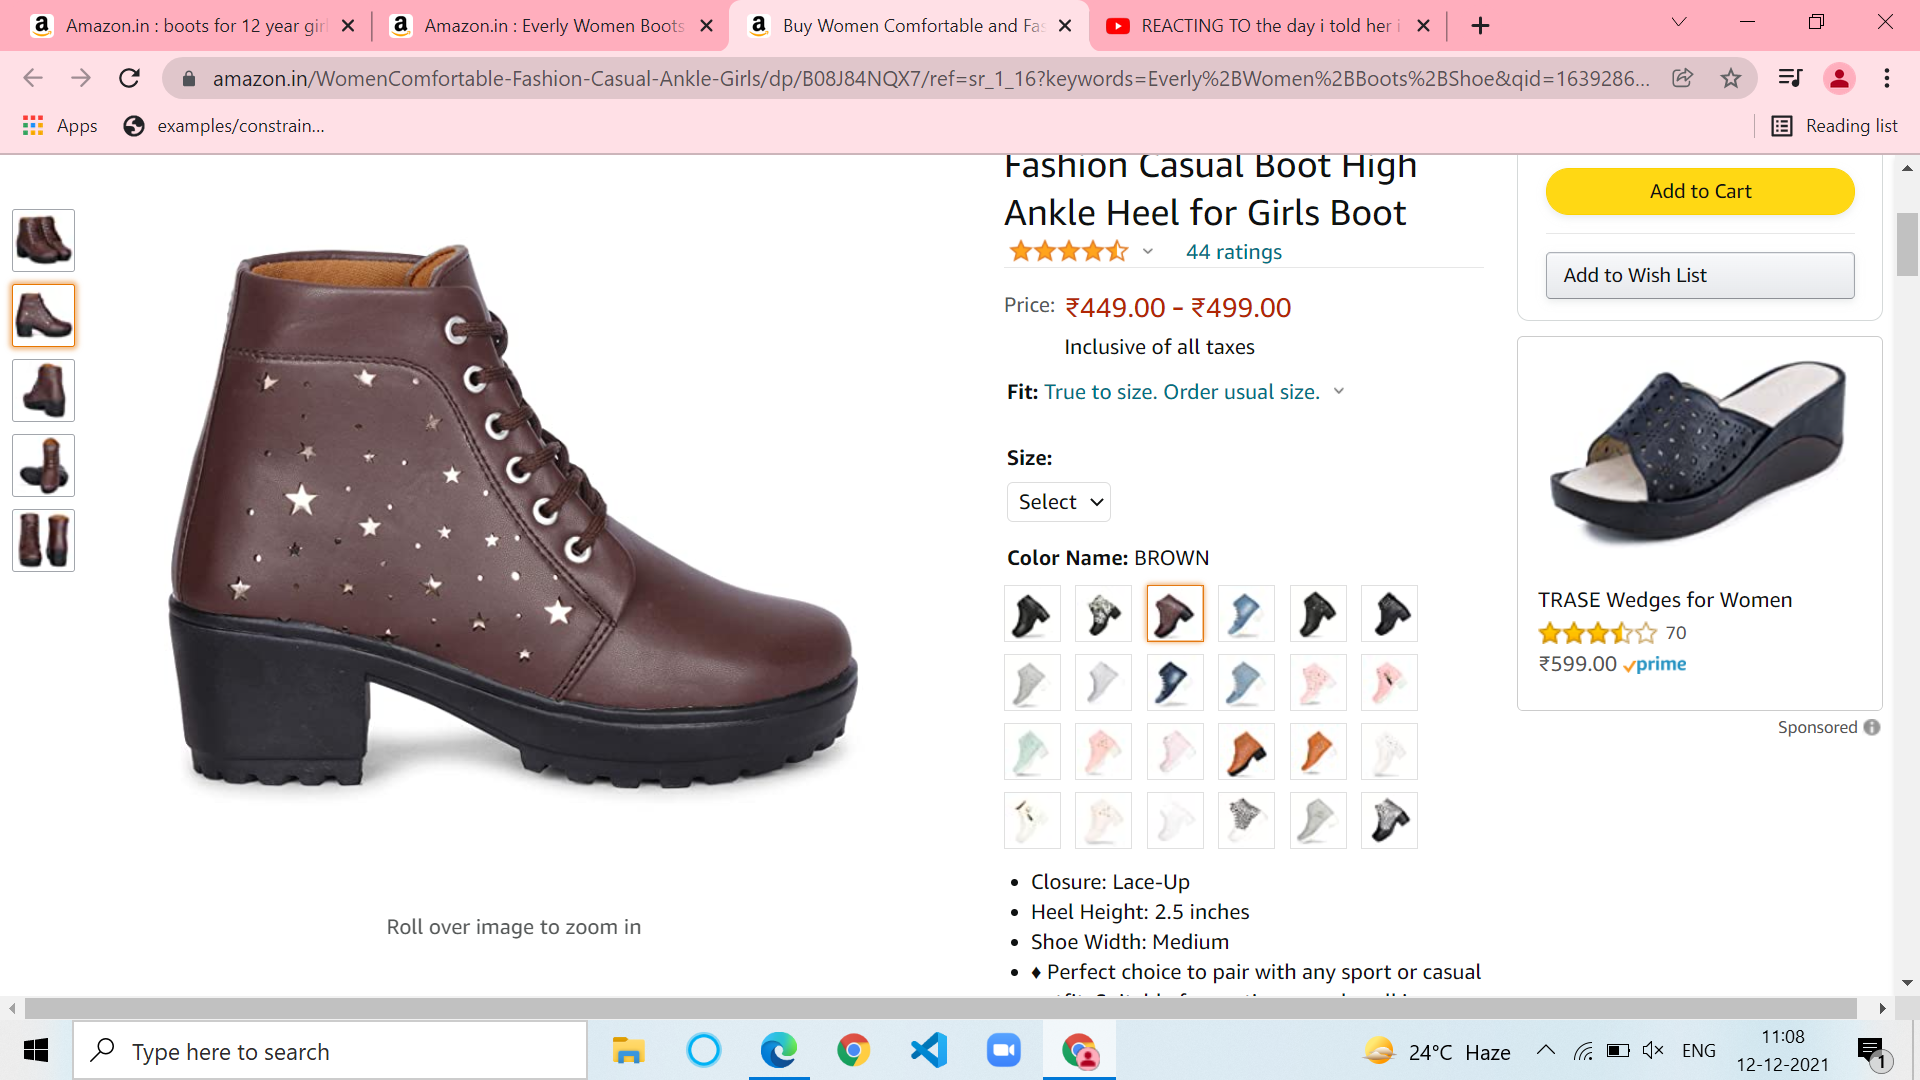 Amazon.in : boots for 12 year girl
Amazon.in : Everly Women Boots
Buy Women Comfortable and Fas
REACTING TO the day i told her i
amazon.in/WomenComfortable-Fashion-Casual-Ankle-Girls/dp/B08J84NQX7/ref=sr_1_16?keywords=Everly%2BWomen%2BBoots%2BShoe&qid=1639286...
Apps
examples/constrain...
Reading list
Fashion Casual Boot High
Ankle Heel for Girls Boot
44 ratings
Price: ₹449.00 - ₹499.00
Inclusive of all taxes
Fit: True to size. Order usual size.
Size:
Select
Color Name: BROWN
• Closure: Lace-Up
• Heel Height: 2.5 inches
• Shoe Width: Medium
• ♦ Perfect choice to pair with any sport or casual
Roll over image to zoom in
Add to Cart
Add to Wish List
TRASE Wedges for Women
70
₹599.00 prime
Sponsored
Type here to search
24°C Haze
ENG
11:08
12-12-2021
1